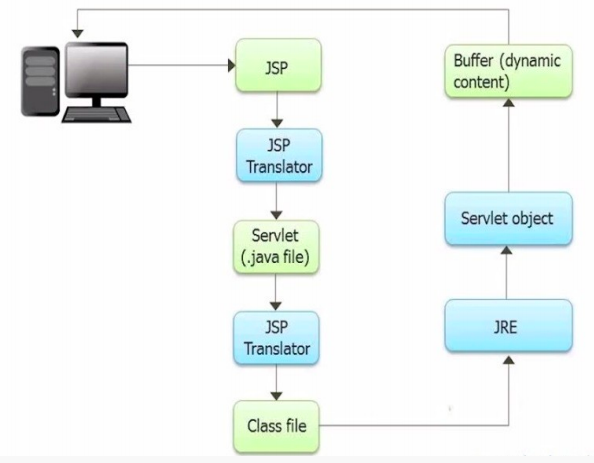 JSP
JSP
Translator
Servlet
(.java file)
JSP
Translator
Class file
JRE
Servlet object
Buffer (dynamic
content)